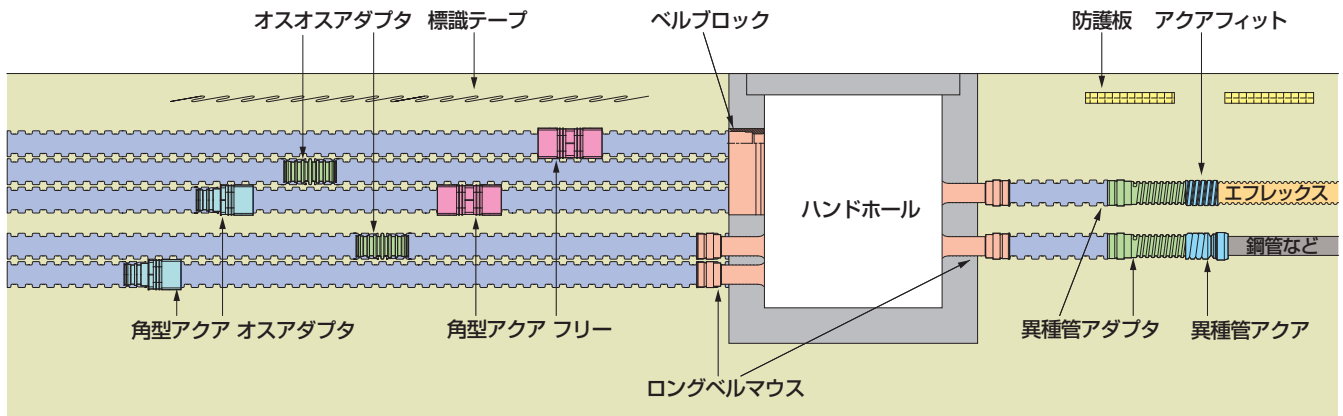 オスオスアダプタ 標識テープ
ベルブロック
防護板
アクアフィット
ハンドホール
エフレックス
鋼管など
角型アクア オスアダプタ
角型アクア フリー
異種管アダプタ
異種管アクア
ロングベルマウス